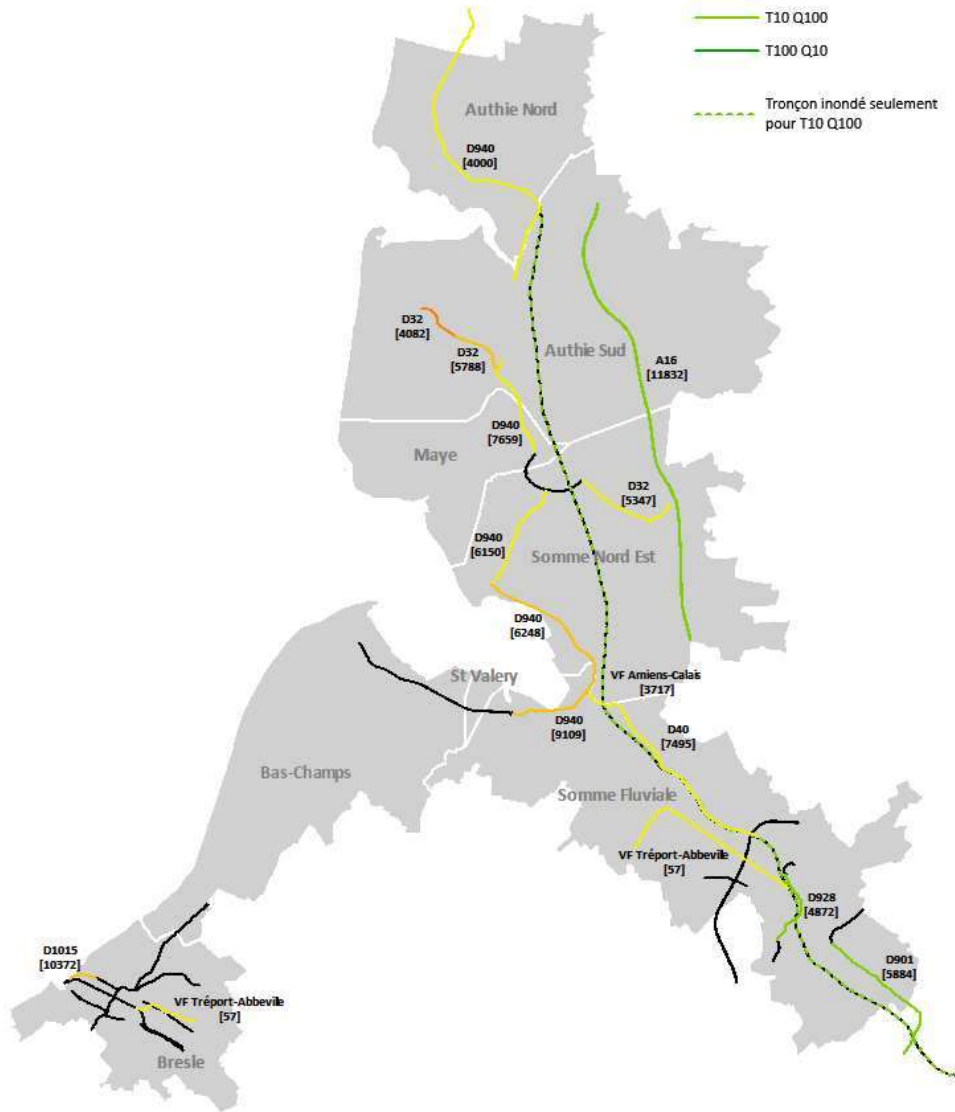 T10 Q100
T100 Q10
Tronçon inondé seulement
pour T10 Q100
Authie Nord
D940
[4000]
D32
[4082]
D32
[5788]
Authie Sud
A16
[11832]
D940
[7659]
Maye
D32
[5347]
D940
[6150]
Somme Nord Est
D940
[6248]
St Valery
VF Amiens-Calais
[3717]
D940
[9109]
D40
[7495]
Bas-Champs
Somme Fluviale
VF Tréport-Abbeville
[57]
D928
[4872]
D1015
[10372]
D901
[5884]
VF Tréport-Abbeville
[57]
Bresle